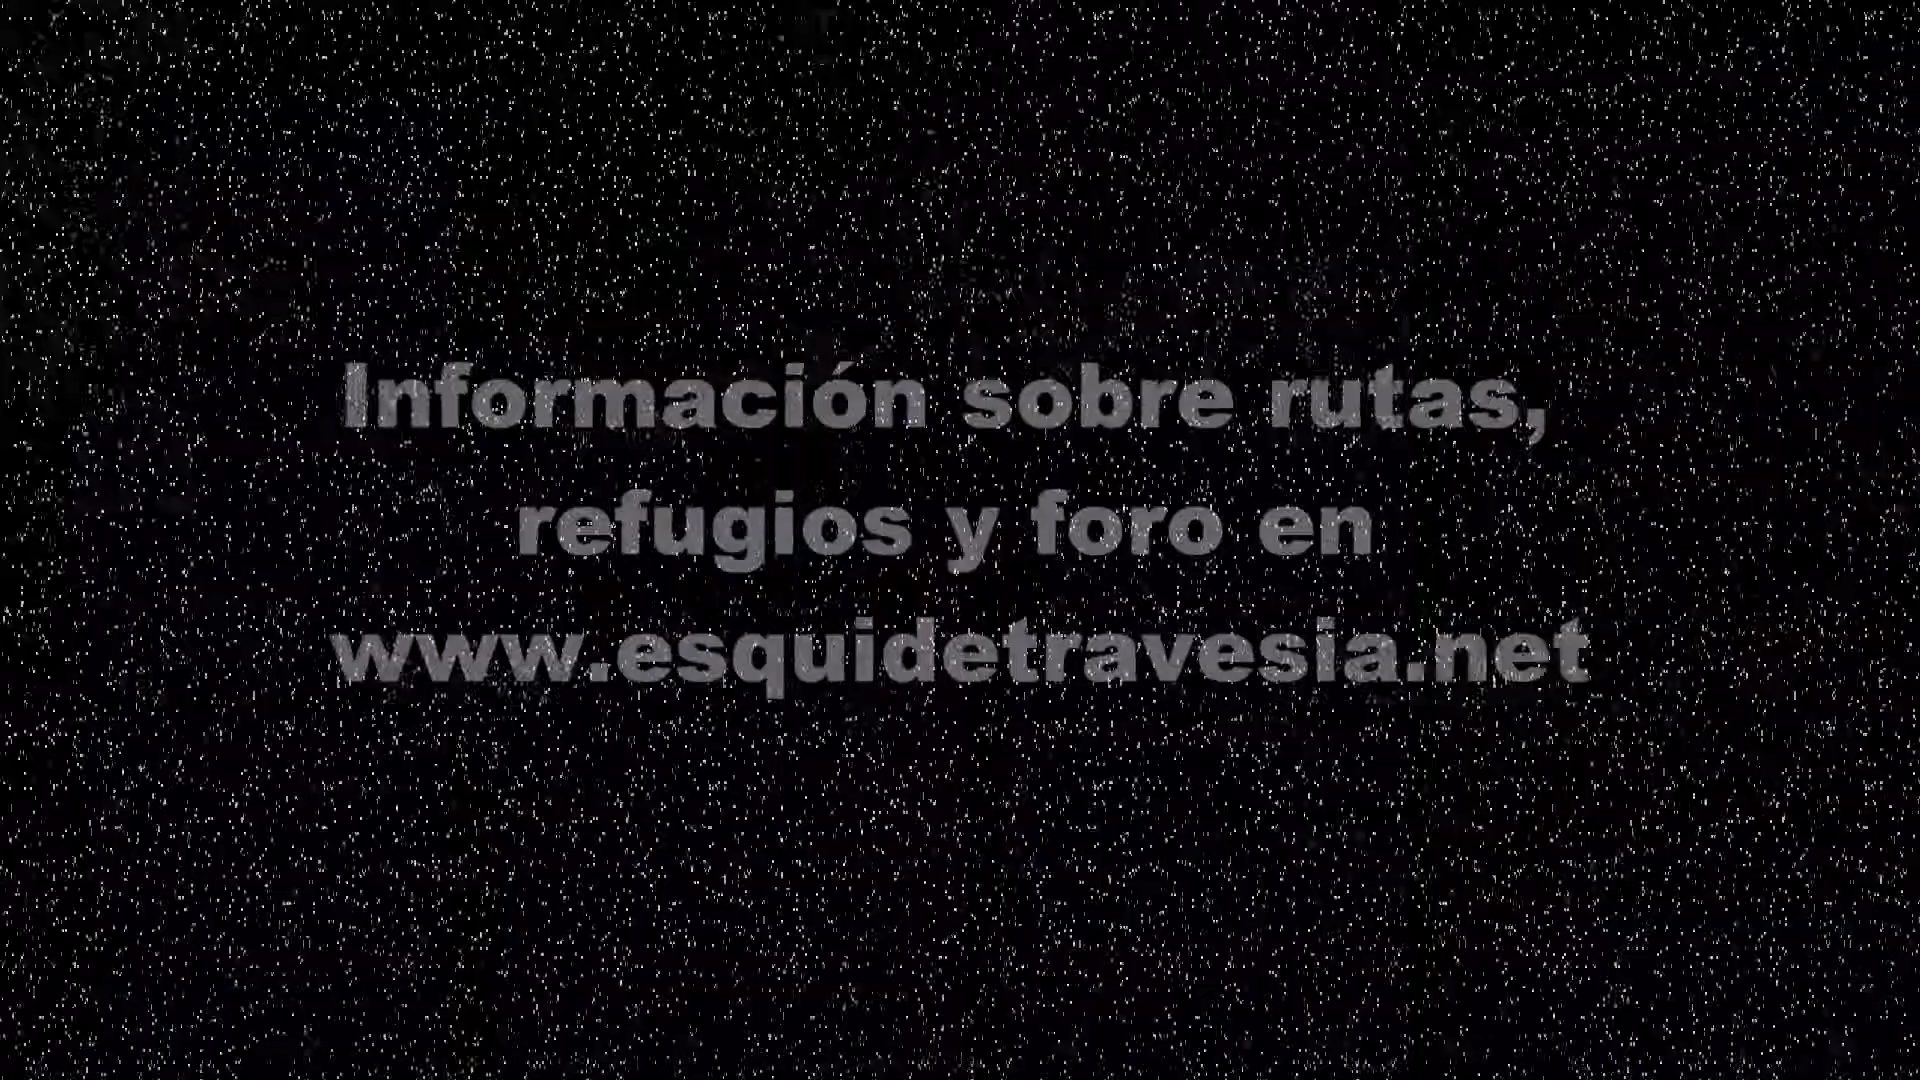 Información sobre rutas,
refugios y foro en
www.esquidetravesia.net